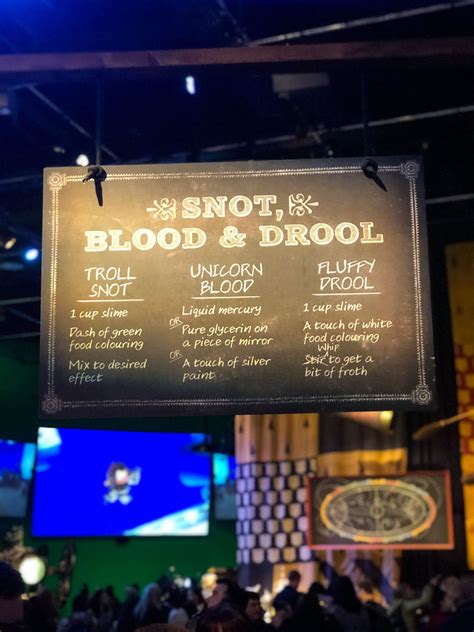 SNOT,
BLOOD & DROOL
TROLL
SNOT
1 cup slime
Dash of green
food colouring
Mix to desired
effect
UNICORN
BLOOD
Liquid mercury
OR
Pure glycerin on
a piece of mirror
OR
A touch of silver
paint
FLUFFY
DROOL
1 cup slime
A touch of white
food colouring
Whip
Stir to get a
bit of froth